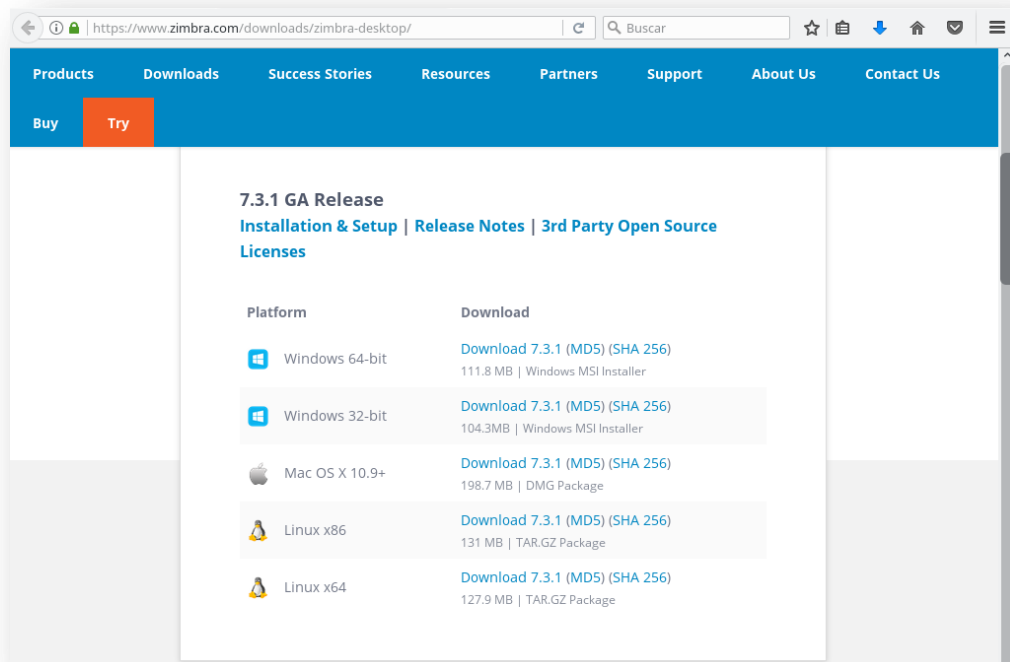 https://www.zimbra.com/downloads/zimbra-desktop/
Buscar
Products Downloads Success Stories Resources Partners Support About Us Contact Us
Buy Try
7.3.1 GA Release
Installation & Setup | Release Notes | 3rd Party Open Source
Licenses
Platform Download
Windows 64-bit
Download 7.3.1 (MD5) (SHA 256)
111.8 MB | Windows MSI Installer
Windows 32-bit
Download 7.3.1 (MD5) (SHA 256)
104.3MB | Windows MSI Installer
Mac OS X 10.9+
Download 7.3.1 (MD5) (SHA 256)
198.7 MB | DMG Package
Linux x86
Download 7.3.1 (MD5) (SHA 256)
131 MB | TAR.GZ Package
Linux x64
Download 7.3.1 (MD5) (SHA 256)
127.9 MB | TAR.GZ Package